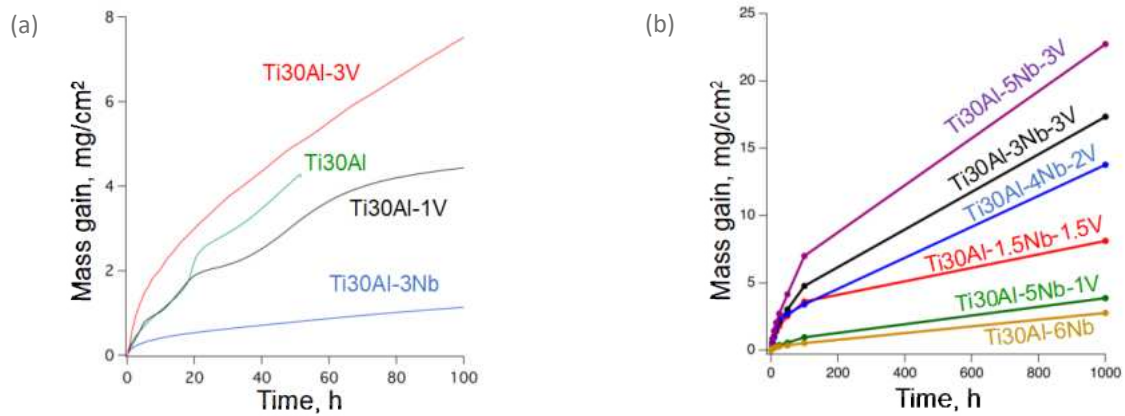 (a)
Mass gain, mg/cm²
8
6
4
2
0
Ti30Al-3V
Ti30Al
Ti30Al-1V
Ti30Al-3Nb
0 20 40 60 80 100
Time, h
(b)
Mass gain, mg/cm²
25
20
15
10
5
0
Ti30Al-5Nb-3V
Ti30Al-3Nb-3V
Ti30Al-4Nb-2V
Ti30Al-1.5Nb-1.5V
Ti30Al-5Nb-1V
Ti30Al-6Nb
0 200 400 600 800 1000
Time, h